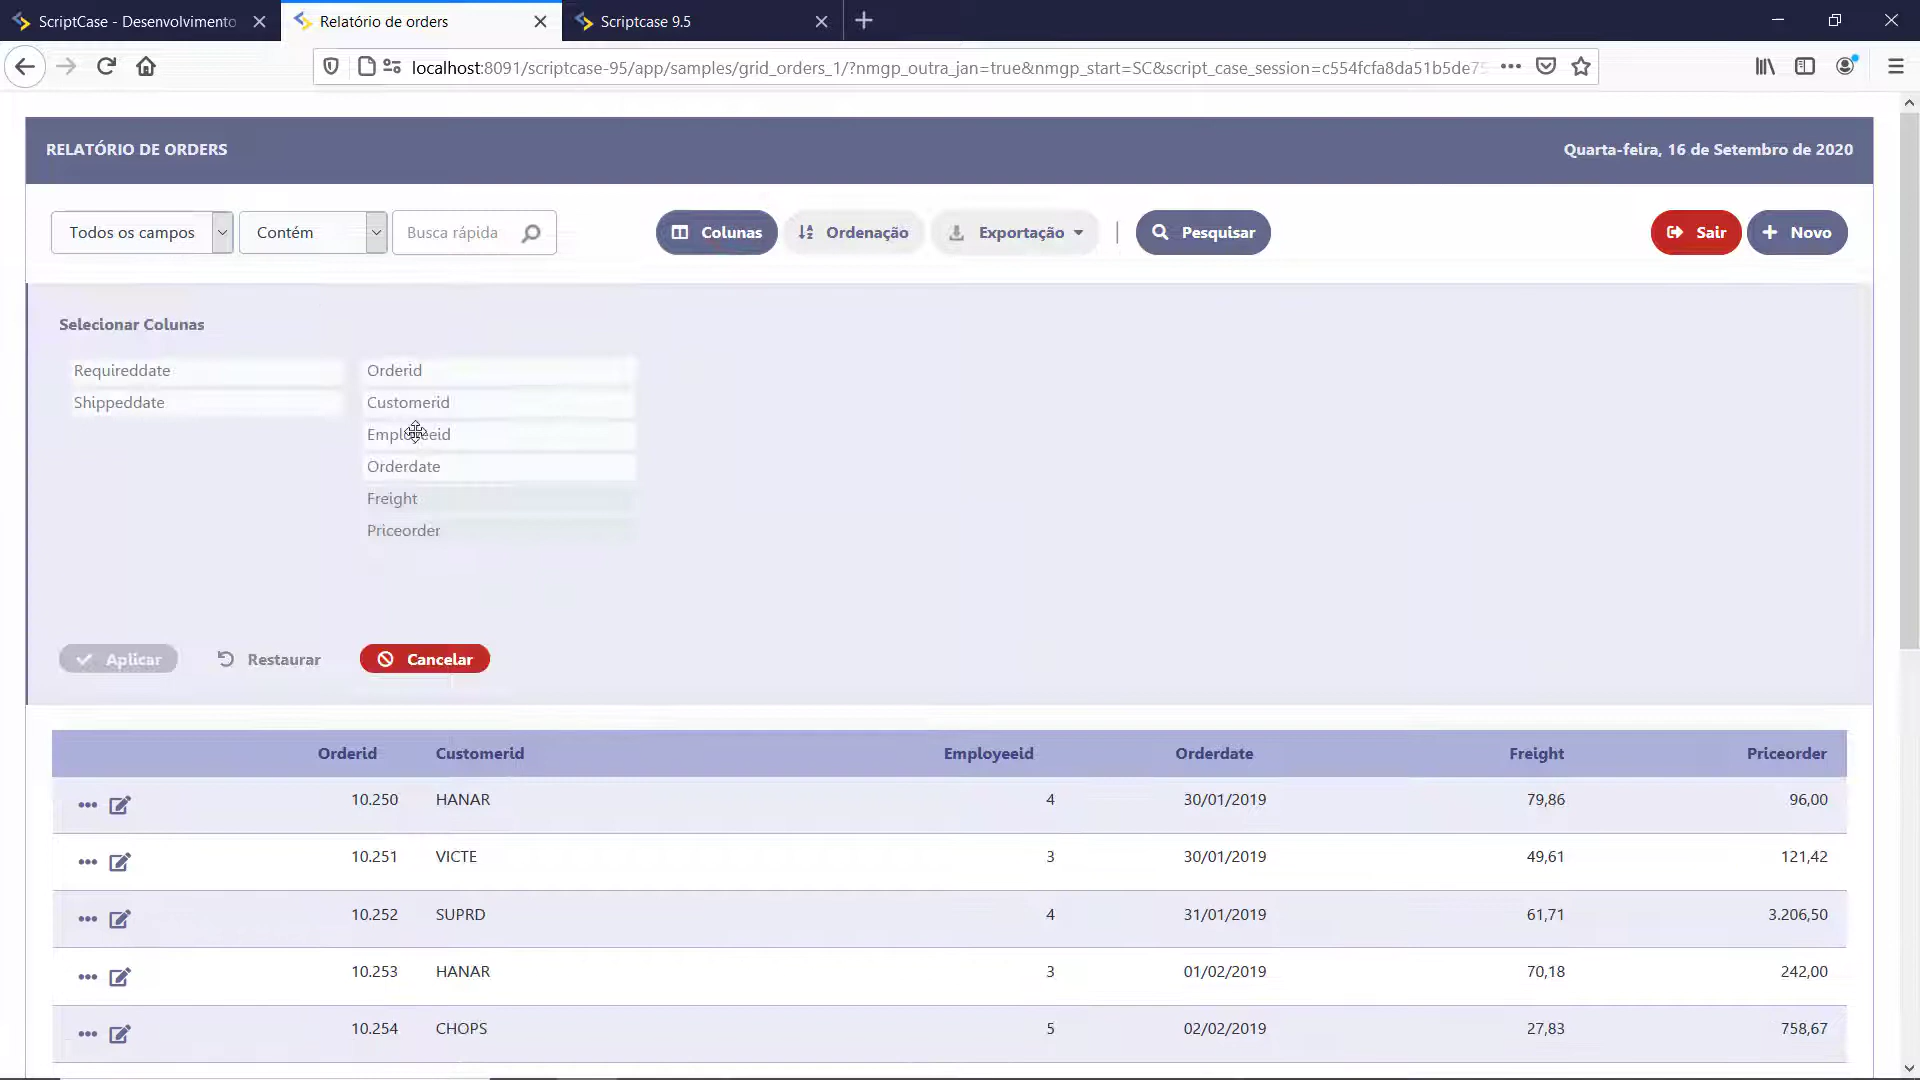 ScriptCase - Desenvolvimento
Relatório de orders
Scriptcase 9.5
localhost:8091/scriptcase-95/app/samples/grid_orders_1/?nmgp_outra_jan=true&nmgp_start=SC&script_case_session=c554fcfa8da51b5de75
RELATÓRIO DE ORDERS
Quarta-feira, 16 de Setembro de 2020
Todos os campos
Contém
Busca rápida
Colunas
Ordenação
Exportação
Pesquisar
Sair
Novo
Selecionar Colunas
Requireddate
Shippeddate
Orderid
Customerid
Employeeid
Orderdate
Freight
Priceorder
Aplicar
Restaurar
Cancelar
Orderid Customerid Employeeid Orderdate Freight Priceorder
10.250 HANAR 4 30/01/2019 79,86 96,00
10.251 VICTE 3 30/01/2019 49,61 121,42
10.252 SUPRD 4 31/01/2019 61,71 3.206,50
10.253 HANAR 3 01/02/2019 70,18 242,00
10.254 CHOPS 5 02/02/2019 27,83 758,67